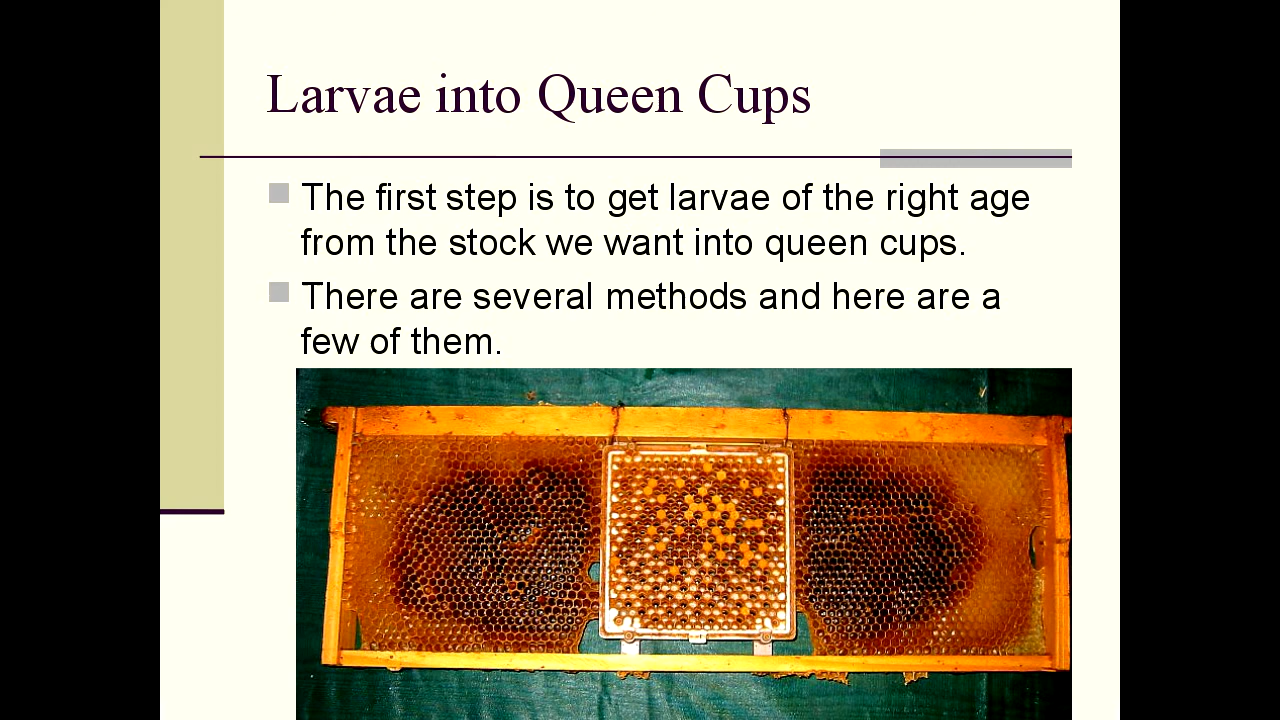 Larvae into Queen Cups
The first step is to get larvae of the right age
from the stock we want into queen cups.
There are several methods and here are a
few of them.